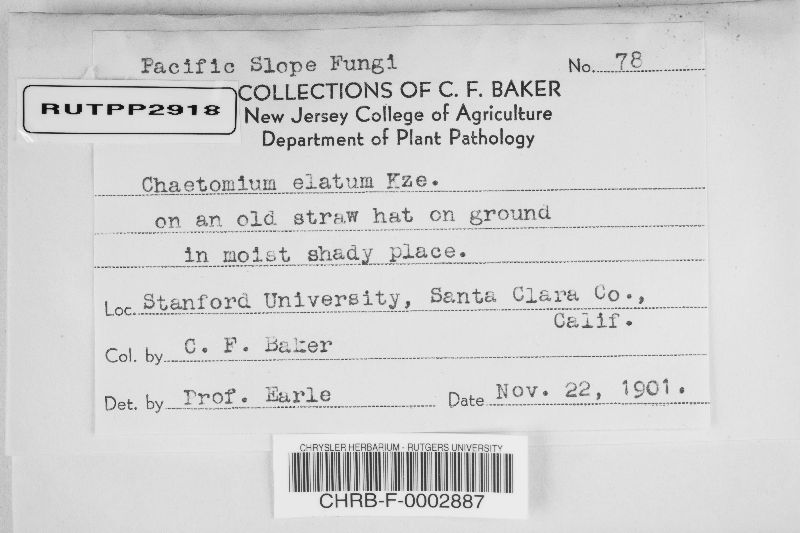 Pacific Slope Fungi No. 78
RUTPP2918
COLLECTIONS OF C. F. BAKER
New Jersey College of Agriculture
Department of Plant Pathology
Chaetomium elatum Kze.
on an old straw hat on ground
in moist shady place.
Loc. Stanford University, Santa Clara Co.,
Calif.
Col. by C. F. Baker
Det. by Prof. Earle Date Nov. 22, 1901.
CHRYSLER HERBARIUM - RUTGERS UNIVERSITY
CHRB-F-0002887